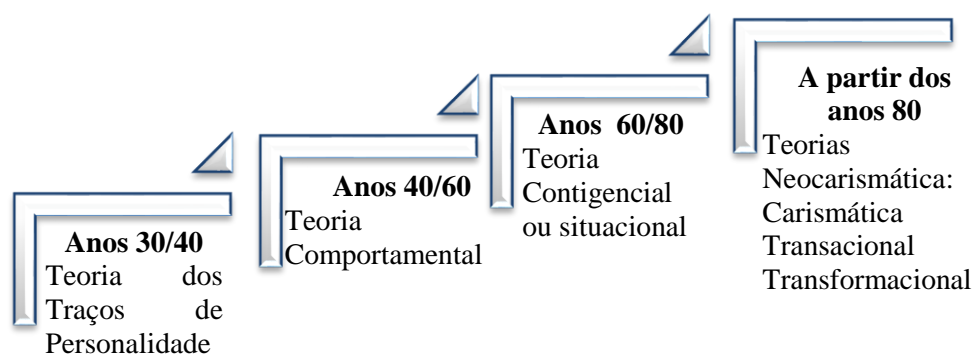 Anos 30/40
Teoria dos
Traços de
Personalidade
Anos 40/60
Teoria
Comportamental
Anos 60/80
Teoria
Contigencial
ou situacional
A partir dos
anos 80
Teorias
Neocarismática:
Carismática
Transacional
Transformacional